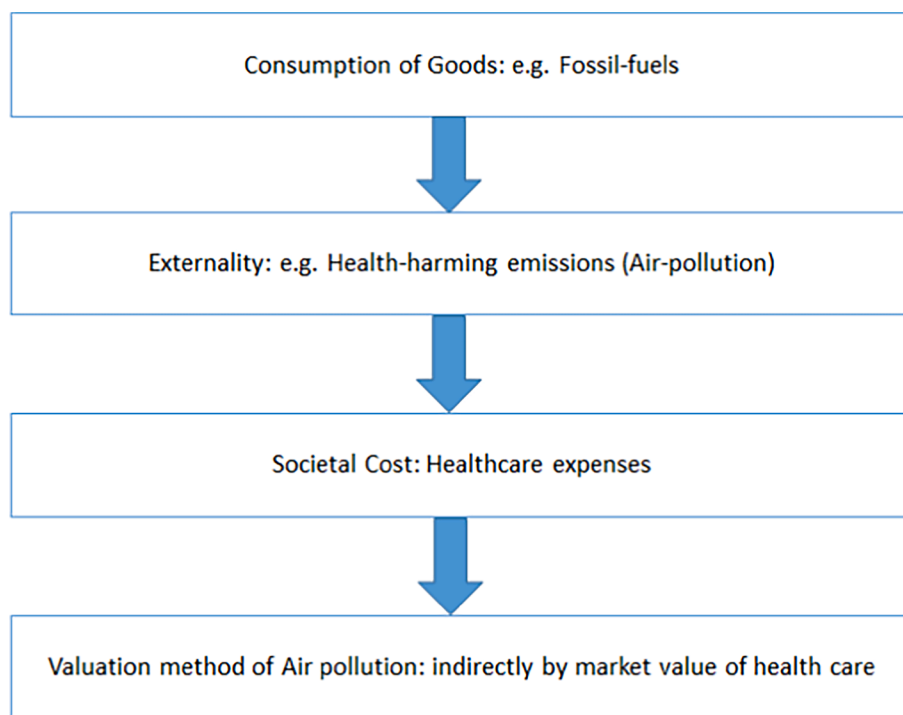 Consumption of Goods: e.g. Fossil-fuels
Externality: e.g. Health-harming emissions (Air-pollution)
Societal Cost: Healthcare expenses
Valuation method of Air pollution: indirectly by market value of health care